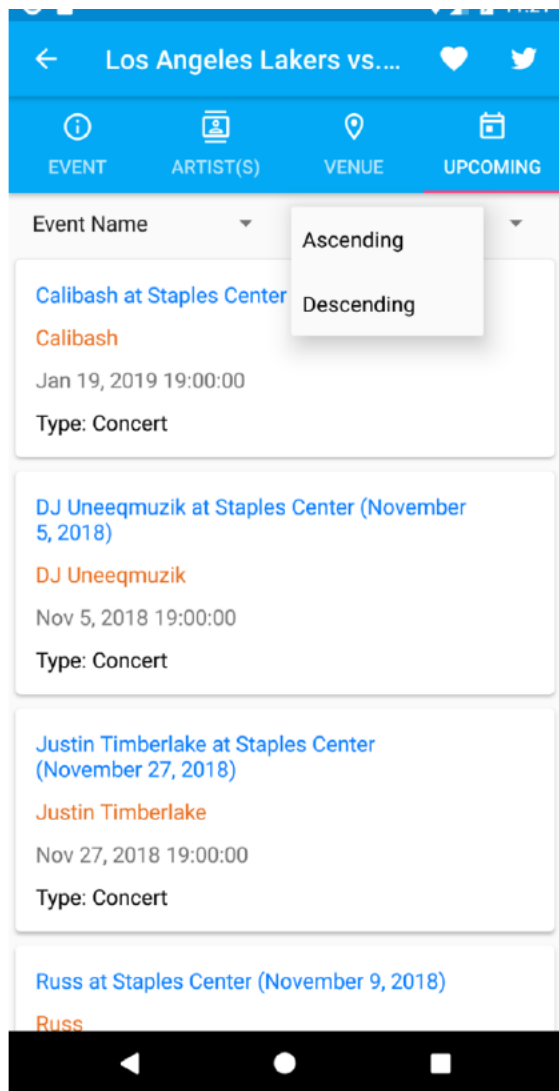 Los Angeles Lakers vs....
EVENT
ARTIST(S)
VENUE
UPCOMING
Event Name
Ascending
Descending
Calibash at Staples Center
Calibash
Jan 19, 2019 19:00:00
Type: Concert
DJ Uneeqmuzik at Staples Center (November
5, 2018)
DJ Uneeqmuzik
Nov 5, 2018 19:00:00
Type: Concert
Justin Timberlake at Staples Center
(November 27, 2018)
Justin Timberlake
Nov 27, 2018 19:00:00
Type: Concert
Russ at Staples Center (November 9, 2018)
Russ